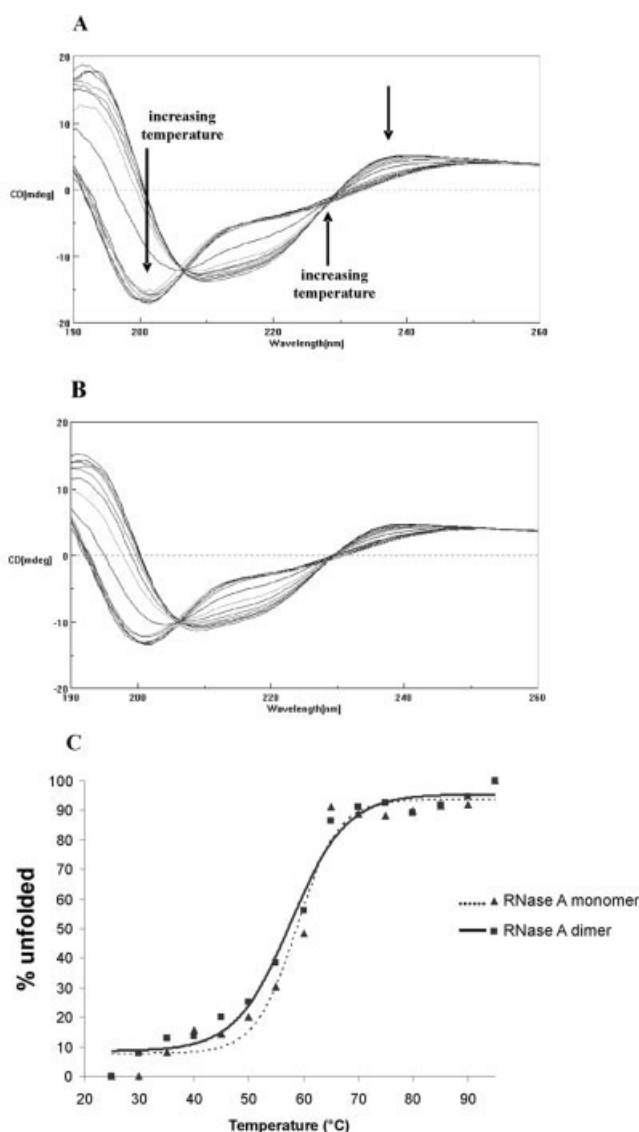 A
20
10
0
-10
-20
CD[mdeg]
increasing
temperature
increasing
temperature
190
200
220
240
260
Wavelength[nm]
B
20
10
0
-10
-20
CD[mdeg]
190
200
220
240
260
Wavelength[nm]
C
100
90
80
70
60
50
40
30
20
10
0
% unfolded
20
30
40
50
60
70
80
90
Temperature (°C)
RNase A monomer
RNase A dimer